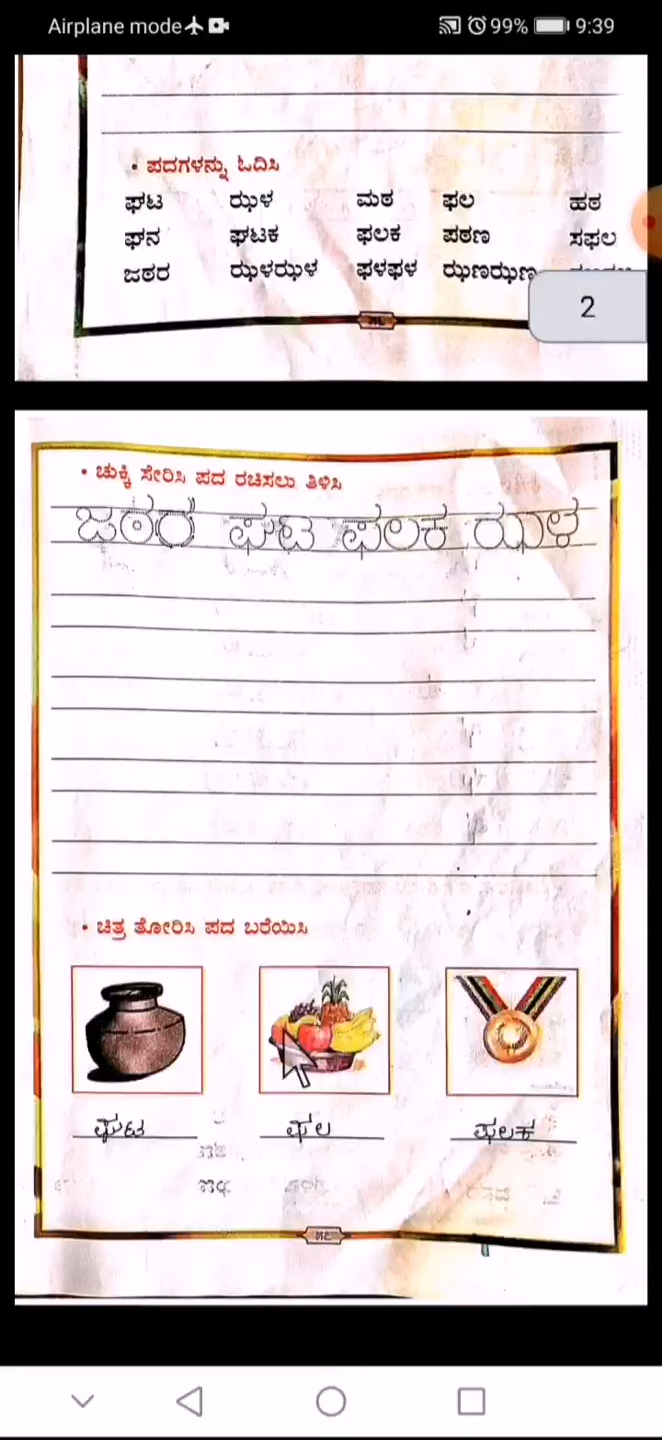 Airplane mode 99% 9:39
• ಪದಗಳನ್ನು ಓದಿಸಿ
ಘಟ ಝಳ ಮಠ ಫಲ ಹಠ
ಘನ ಘಟಕ ಫಲಕ ಪಠಣ ಸಫಲ
ಜಠರ ಝಳಝಳ ಫಳಫಳ ಝಣಝಣ
2
೫೬
• ಚುಕ್ಕಿ ಸೇರಿಸಿ ಪದ ರಚಿಸಲು ತಿಳಿಸಿ
ಜಠರ ಘಟ ಫಲಕ ಝಳ
• ಚಿತ್ರ ತೋರಿಸಿ ಪದ ಬರೆಯಿಸಿ
ಘಟ ಫಲ ಫಲಕ